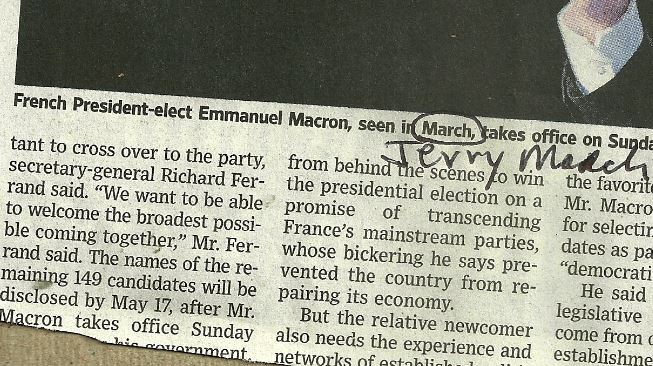 French President-elect Emmanuel Macron, seen in March, takes office on Sunda
Jerry March
tant to cross over to the party,
secretary-general Richard Fer-
rand said. “We want to be able
to welcome the broadest possi-
ble coming together,” Mr. Fer-
rand said. The names of the re-
maining 149 candidates will be
disclosed by May 17, after Mr.
Macron takes office Sunday
his government.
from behind the scenes to win
the presidential election on a
promise of transcending
France’s mainstream parties,
whose bickering he says pre-
vented the country from re-
pairing its economy.
But the relative newcomer
also needs the experience and
networks of
the favorit
Mr. Macro
for selectin
dates as pa
“democrati
He said
legislative
come from
establishme